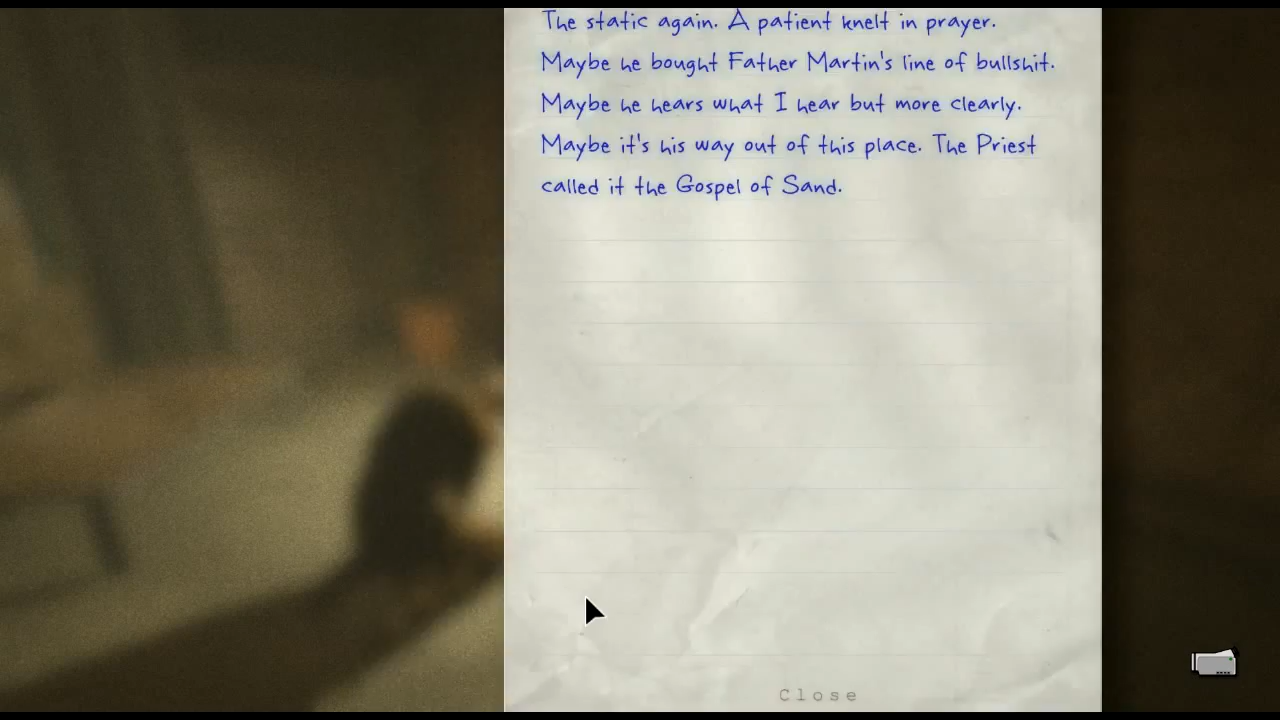 The static again. A patient knelt in prayer.
Maybe he bought Father Martin's line of bullshit.
Maybe he hears what I hear but more clearly.
Maybe it's his way out of this place. The Priest
called it the Gospel of Sand.
Close